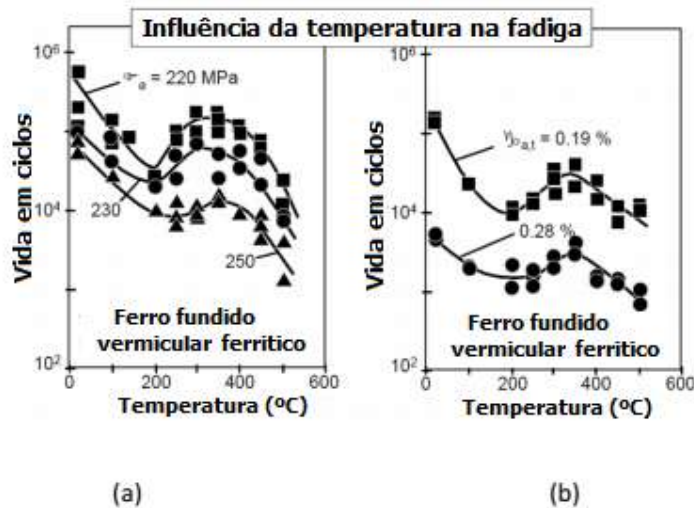 Influência da temperatura na fadiga
Vida em ciclos
10⁶
10⁴
10²
σₐ = 220 MPa
230
250
Ferro fundido
vermicular ferritico
0 200 400 600
Temperatura (ºC)
(a)
Vida em ciclos
10⁶
10⁴
10²
= 0.19 %
0.28 %
Ferro fundido
vermicular ferritico
0 200 400 600
Temperatura (ºC)
(b)